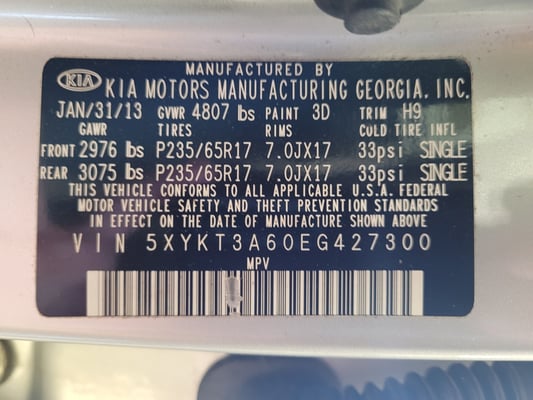 MANUFACTURED BY
KIA KIA MOTORS MANUFACTURING GEORGIA, INC.
JAN/31/13 GVWR 4807 lbs PAINT 3D TRIM H9
GAWR TIRES RIMS COLD TIRE INFL
FRONT 2976 lbs P235/65R17 7.0JX17 33psi SINGLE
REAR 3075 lbs P235/65R17 7.0JX17 33psi SINGLE
THIS VEHICLE CONFORMS TO ALL APPLICABLE U.S.A. FEDERAL
MOTOR VEHICLE SAFETY AND THEFT PREVENTION STANDARDS
IN EFFECT ON THE DATE OF MANUFACTURE SHOWN ABOVE
VIN 5XYKT3A60EG427300
MPV